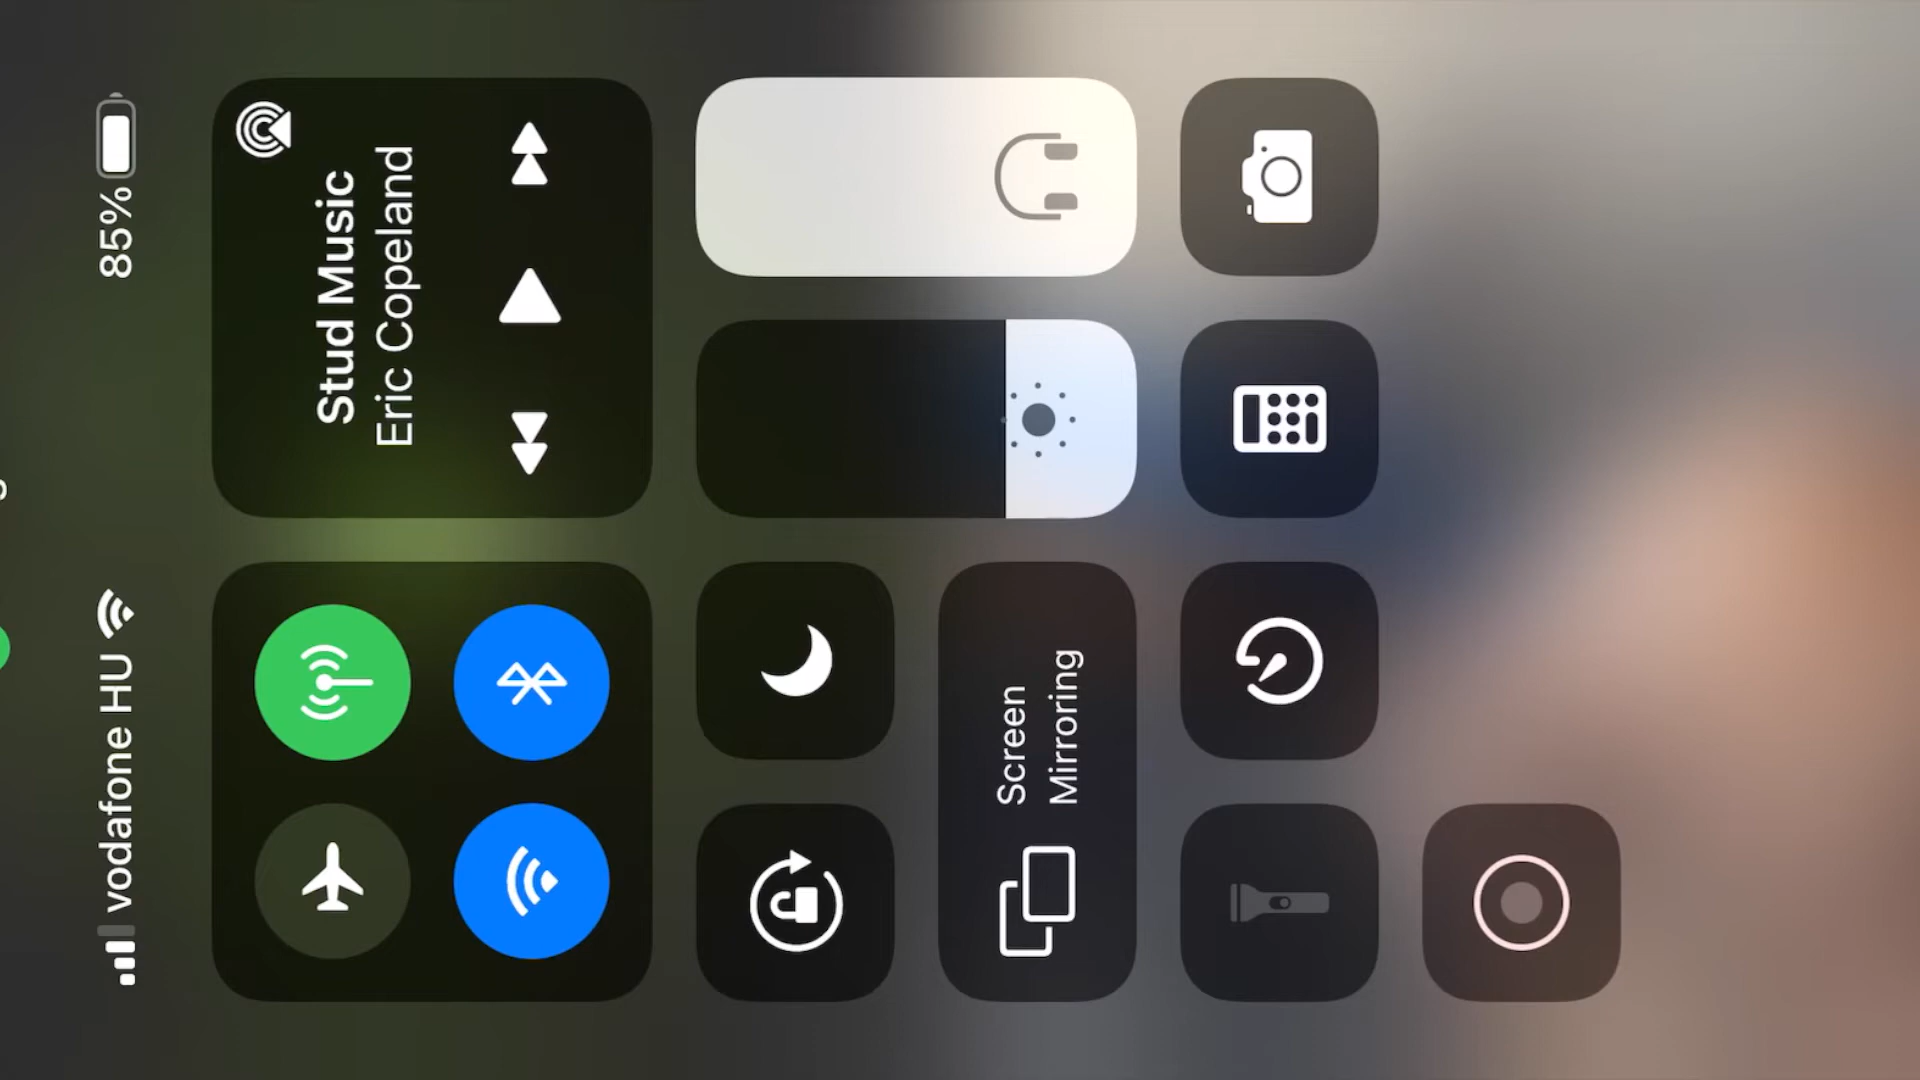 vodafone HU
85%
Stud Music
Eric Copeland
Screen
Mirroring